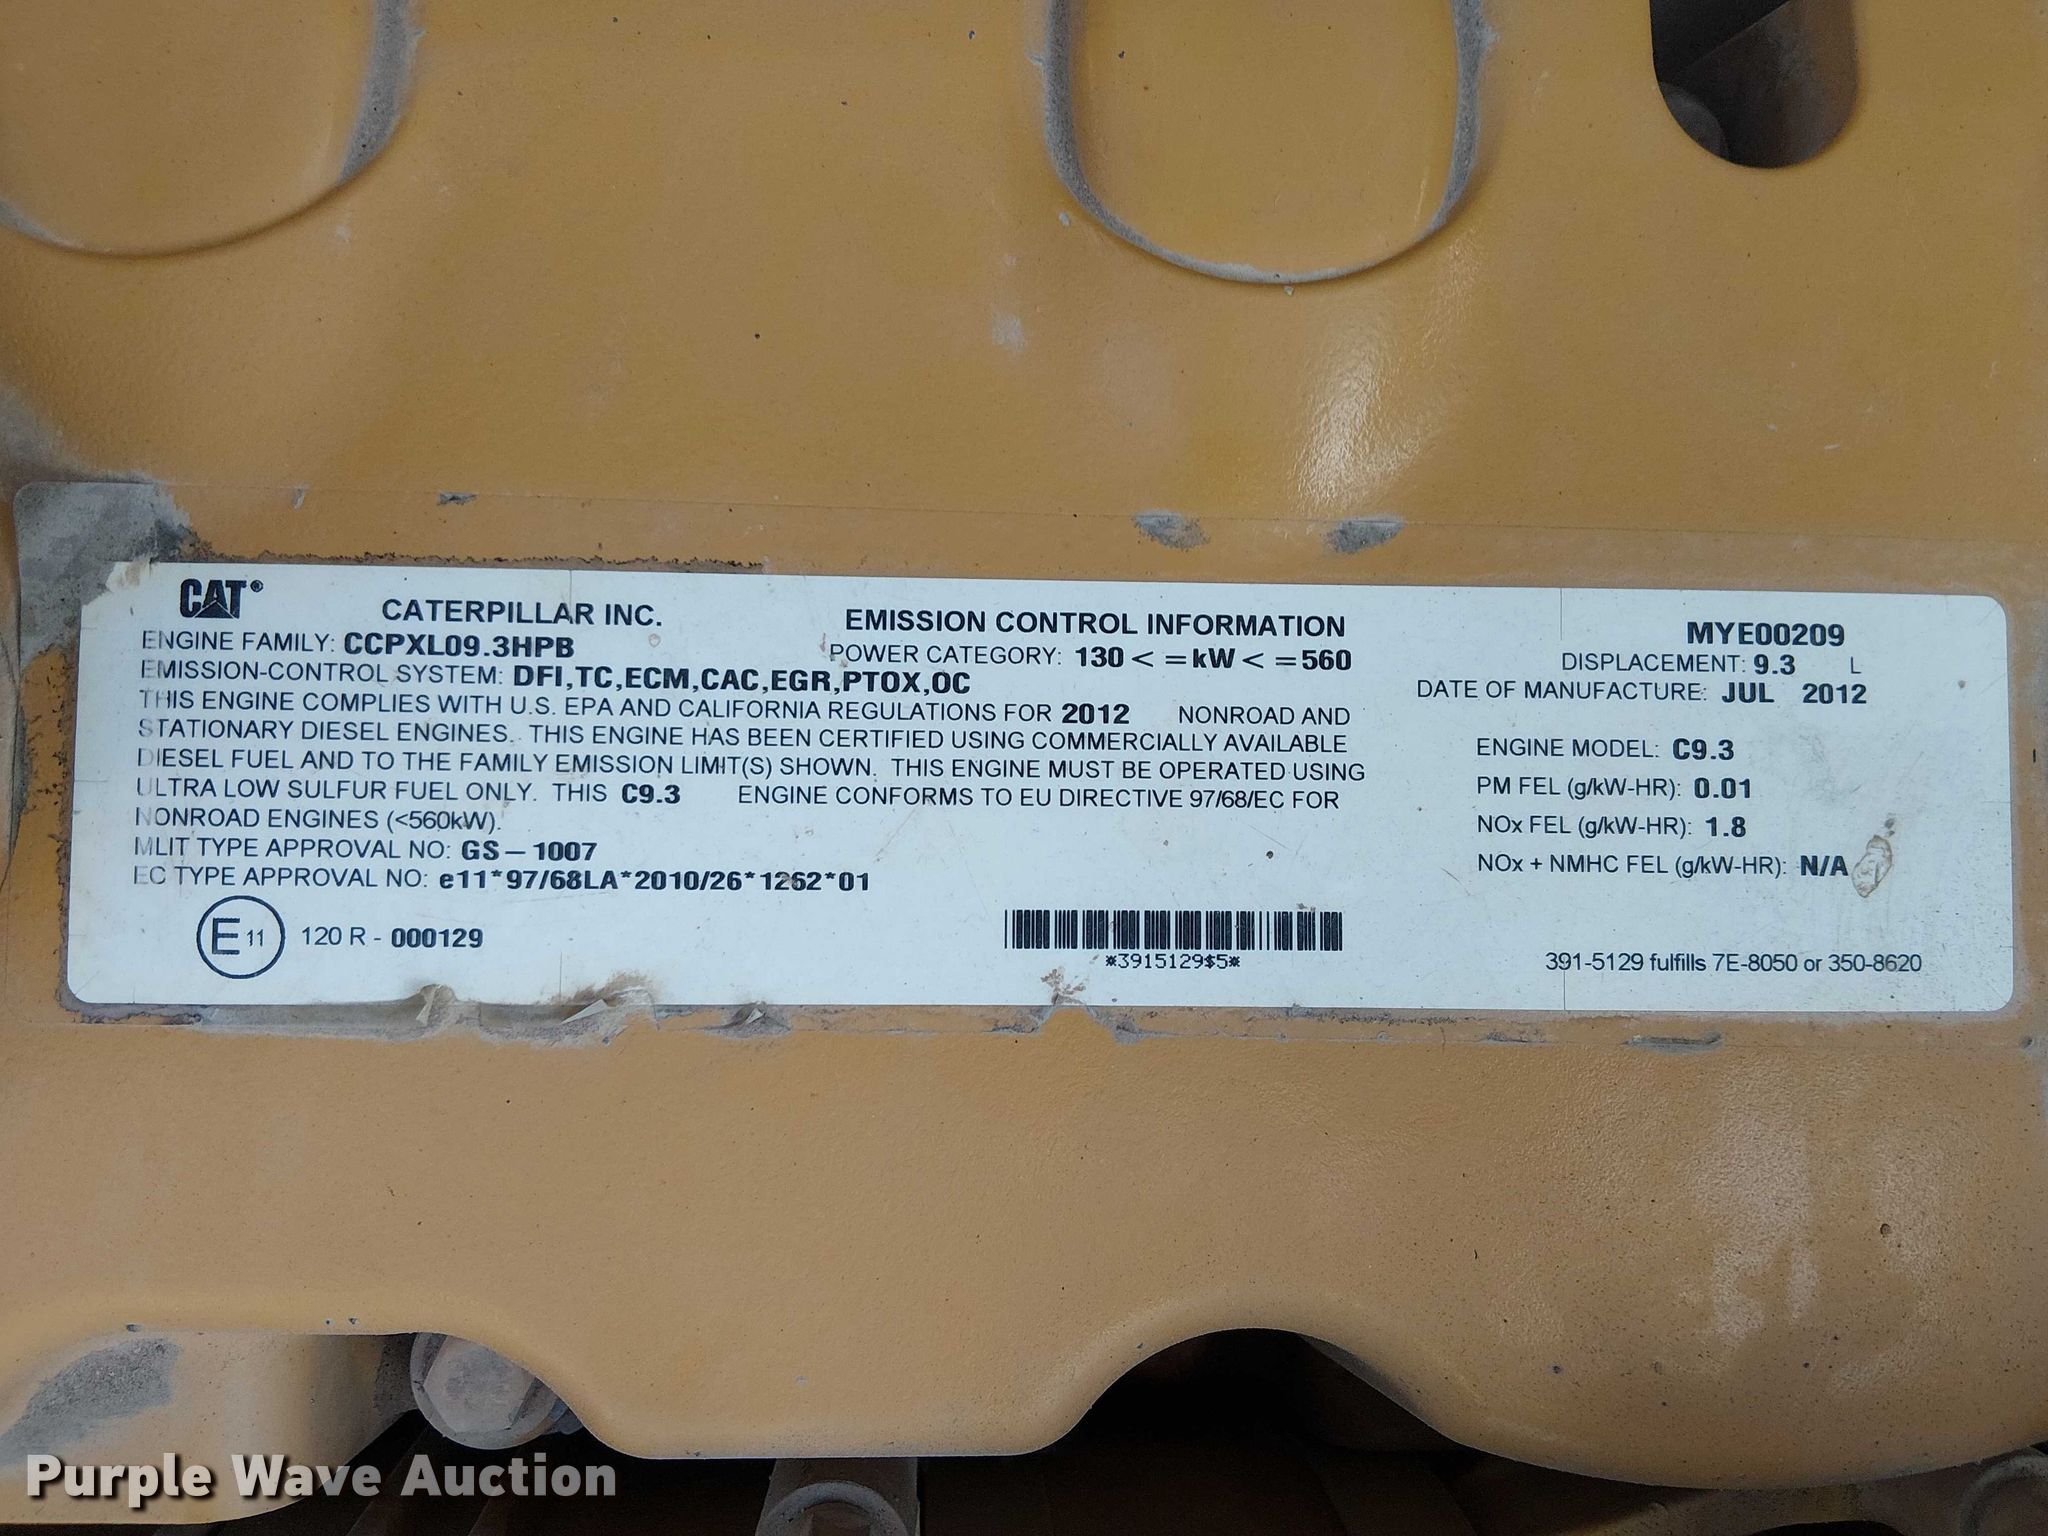 CAT®
CATERPILLAR INC.
EMISSION CONTROL INFORMATION
MYE00209
ENGINE FAMILY: CCPXL09.3HPB
POWER CATEGORY: 130 < =kW < =560
DISPLACEMENT: 9.3 L
EMISSION-CONTROL SYSTEM: DFI,TC,ECM,CAC,EGR,PTOX,OC
DATE OF MANUFACTURE: JUL 2012
THIS ENGINE COMPLIES WITH U.S. EPA AND CALIFORNIA REGULATIONS FOR 2012 NONROAD AND
STATIONARY DIESEL ENGINES. THIS ENGINE HAS BEEN CERTIFIED USING COMMERCIALLY AVAILABLE
DIESEL FUEL AND TO THE FAMILY EMISSION LIMIT(S) SHOWN. THIS ENGINE MUST BE OPERATED USING
ULTRA LOW SULFUR FUEL ONLY. THIS C9.3 ENGINE CONFORMS TO EU DIRECTIVE 97/68/EC FOR
NONROAD ENGINES (<560kW).
MLIT TYPE APPROVAL NO: GS-1007
EC TYPE APPROVAL NO: e11*97/68LA*2010/26*1262*01
ENGINE MODEL: C9.3
PM FEL (g/kW-HR): 0.01
NOx FEL (g/kW-HR): 1.8
NOx + NMHC FEL (g/kW-HR): N/A
E 11 120 R - 000129
*3915129$5*
391-5129 fulfills 7E-8050 or 350-8620
Purple Wave Auction